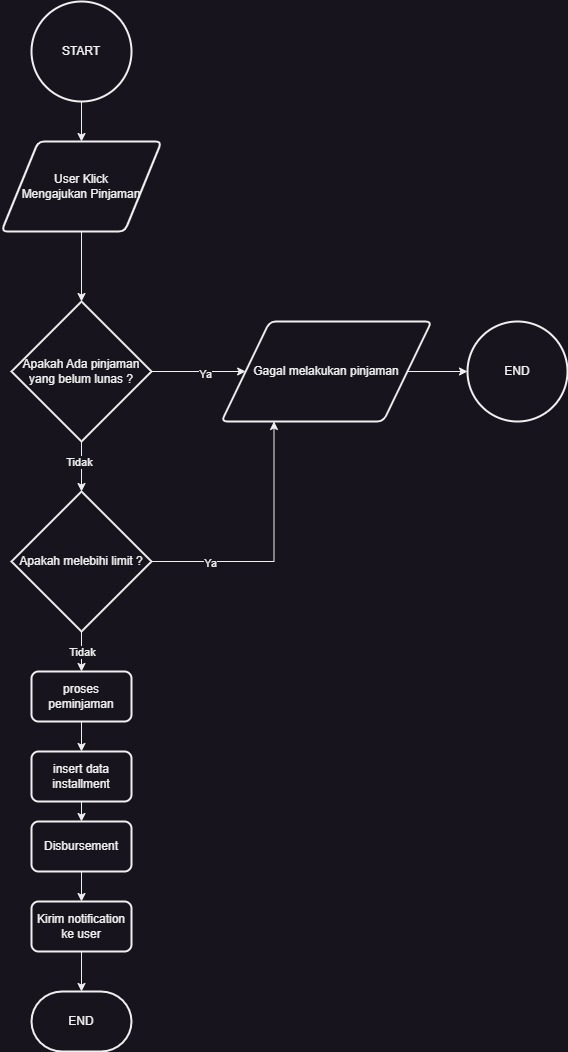 START
User Klick
Mengajukan Pinjaman
Apakah Ada pinjaman
yang belum lunas ?
Ya
Gagal melakukan pinjaman
END
Tidak
Apakah melebihi limit ?
Ya
Tidak
proses
peminjaman
insert data
installment
Disbursement
Kirim notification
ke user
END